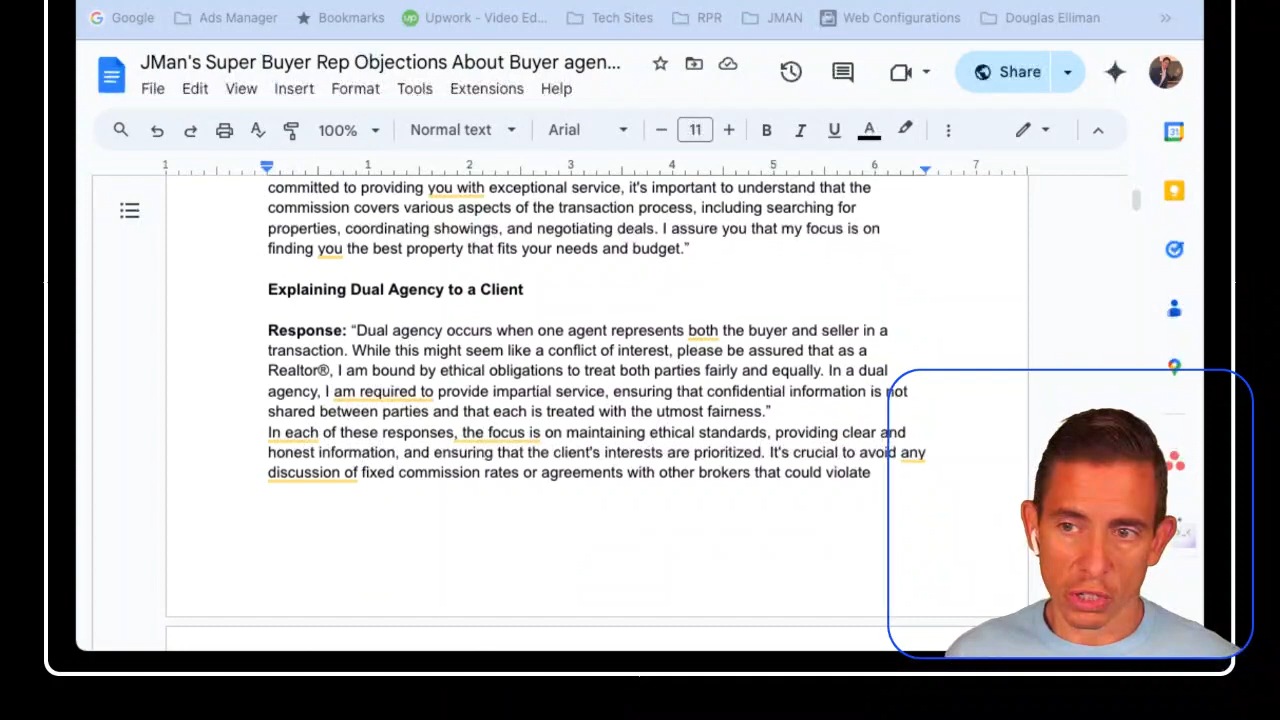 Google Ads Manager Bookmarks Upwork - Video Ed... Tech Sites RPR JMAN Web Configurations Douglas Elliman »
JMan's Super Buyer Rep Objections About Buyer agen...
Share
File Edit View Insert Format Tools Extensions Help
100% Normal text Arial 11 B I U A
1 1 2 3 4 5 6 7
31
committed to providing you with exceptional service, it's important to understand that the
commission covers various aspects of the transaction process, including searching for
properties, coordinating showings, and negotiating deals. I assure you that my focus is on
finding you the best property that fits your needs and budget.”
Explaining Dual Agency to a Client
Response: “Dual agency occurs when one agent represents both the buyer and seller in a
transaction. While this might seem like a conflict of interest, please be assured that as a
Realtor®, I am bound by ethical obligations to treat both parties fairly and equally. In a dual
agency, I am required to provide impartial service, ensuring that confidential information is not
shared between parties and that each is treated with the utmost fairness.”
In each of these responses, the focus is on maintaining ethical standards, providing clear and
honest information, and ensuring that the client's interests are prioritized. It's crucial to avoid any
discussion of fixed commission rates or agreements with other brokers that could violate